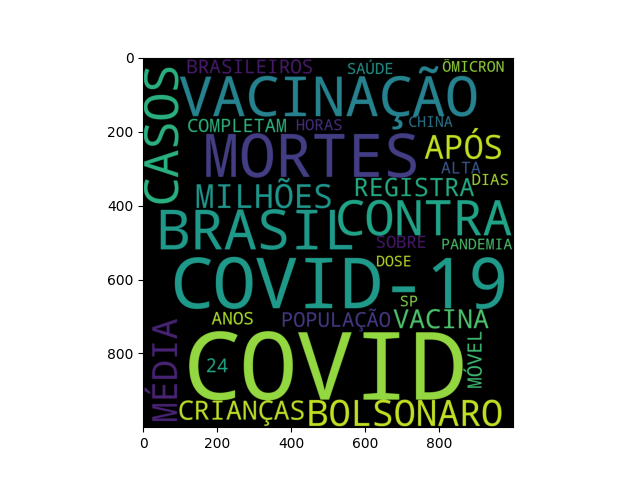 BRASILEIROS SAÚDE ÔMICRON
CASOS
VACINAÇÃO
COMPLETAM HORAS CHINA
MORTES APÓS
ALTA
MILHÕES REGISTRA DIAS
BRASIL CONTRA
SOBRE PANDEMIA
COVID-19 DOSE
SP
ANOS POPULAÇÃO VACINA
MÉDIA
COVID
24
MÓVEL
CRIANÇAS BOLSONARO
0
200
400
600
800
0 200 400 600 800